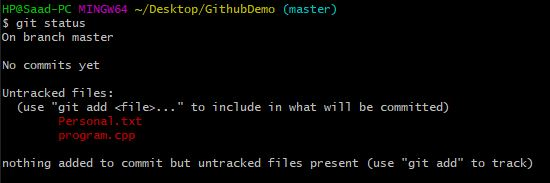 HP@Saad-PC MINGW64 ~/Desktop/GithubDemo (master)
$ git status
On branch master

No commits yet

Untracked files:
  (use "git add <file>..." to include in what will be committed)
        Personal.txt
        program.cpp

nothing added to commit but untracked files present (use "git add" to track)